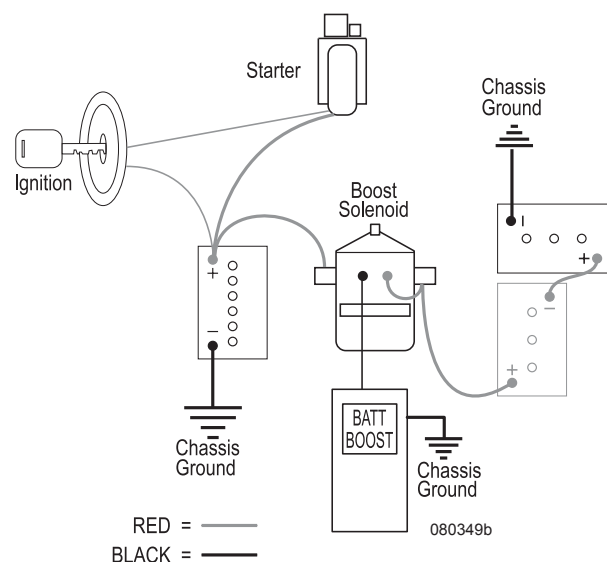 Starter
Chassis
Ground
Ignition
Boost
Solenoid
+
−
−
+
−
+
BATT
BOOST
Chassis
Ground
Chassis
Ground
RED =
BLACK =
080349b